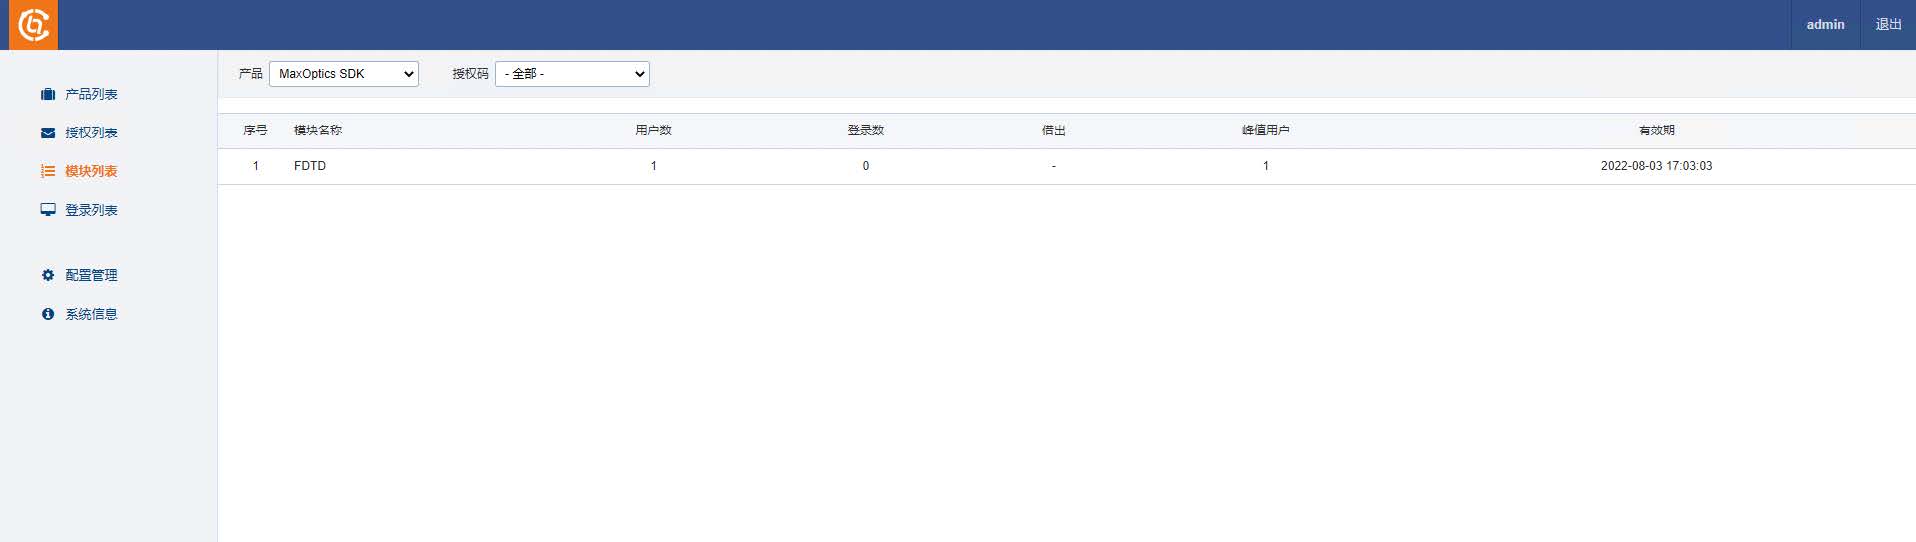 admin 退出
产品 MaxOptics SDK 授权码 - 全部 -
产品列表
授权列表
模块列表
登录列表
配置管理
系统信息
序号 模块名称 用户数 登录数 借出 峰值用户 有效期
1 FDTD 1 0 - 1 2022-08-03 17:03:03